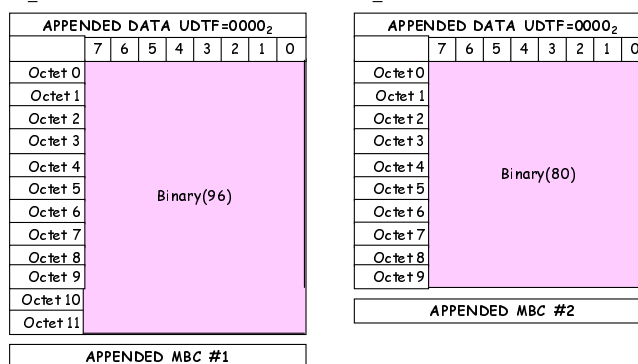 APPENDED DATA UDTF=0000₂
7 6 5 4 3 2 1 0
Octet 0
Octet 1
Octet 2
Octet 3
Octet 4
Octet 5
Octet 6
Octet 7
Octet 8
Octet 9
Octet 10
Octet 11
Binary(96)
APPENDED MBC #1
APPENDED DATA UDTF=0000₂
7 6 5 4 3 2 1 0
Octet 0
Octet 1
Octet 2
Octet 3
Octet 4
Octet 5
Octet 6
Octet 7
Octet 8
Octet 9
Binary(80)
APPENDED MBC #2